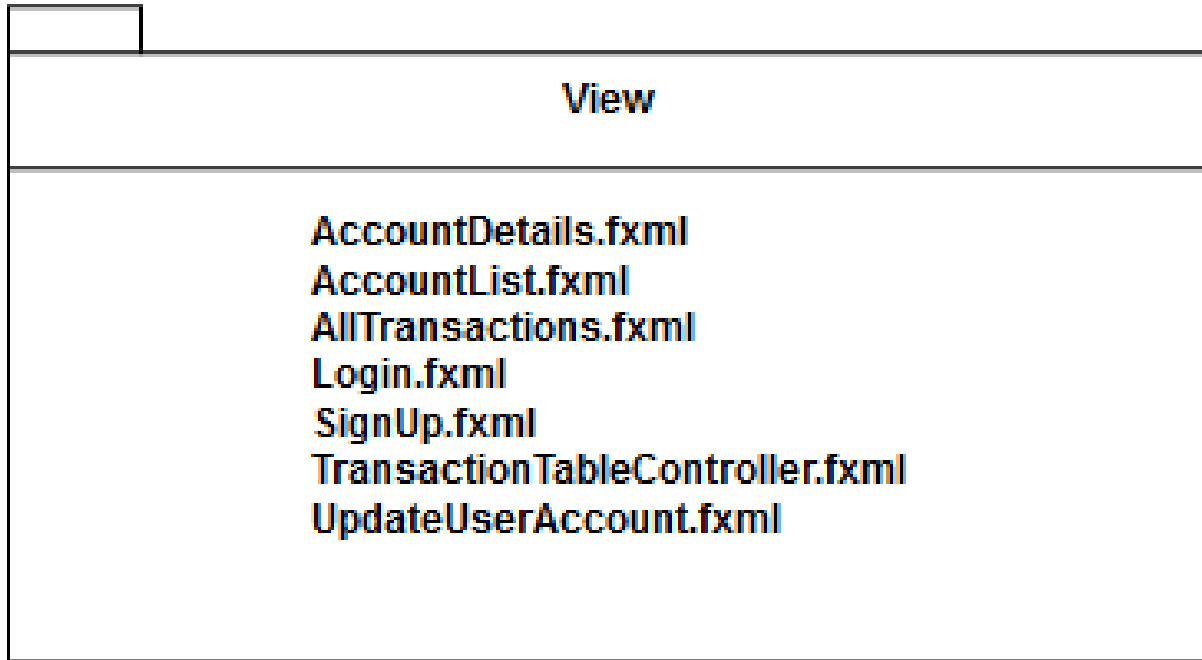 View
AccountDetails.fxml
AccountList.fxml
AllTransactions.fxml
Login.fxml
SignUp.fxml
TransactionTableController.fxml
UpdateUserAccount.fxml